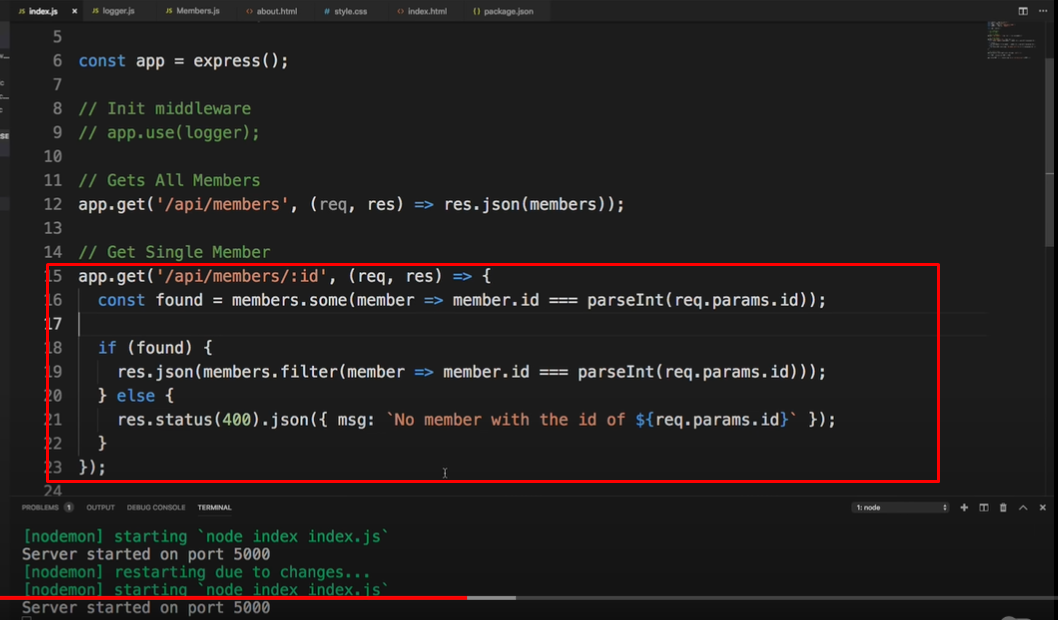 index.js × logger.js Members.js about.html style.css index.html package.json
5
6 const app = express();
7
8 // Init middleware
9 // app.use(logger);
10
11 // Gets All Members
12 app.get('/api/members', (req, res) => res.json(members));
13
14 // Get Single Member
15 app.get('/api/members/:id', (req, res) => {
16 const found = members.some(member => member.id === parseInt(req.params.id));
17
18 if (found) {
19 res.json(members.filter(member => member.id === parseInt(req.params.id)));
20 } else {
21 res.status(400).json({ msg: `No member with the id of ${req.params.id}` });
22 }
23 });
24
PROBLEMS 1 OUTPUT DEBUG CONSOLE TERMINAL 1: node
[nodemon] starting `node index index.js`
Server started on port 5000
[nodemon] restarting due to changes...
[nodemon] starting `node index index.js`
Server started on port 5000